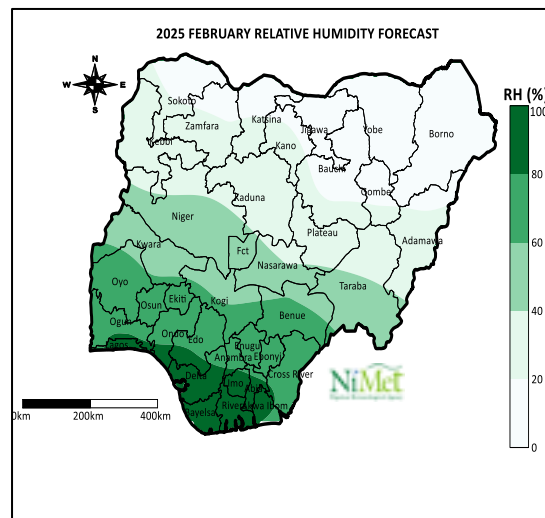 2025 FEBRUARY RELATIVE HUMIDITY FORECAST
N
W E
S
RH (%)
100
80
60
40
20
0
Sokoto
Katsina
Zamfara
Jigawa
Yobe
Borno
Kebbi
Kano
Bauchi
Gombe
Kaduna
Niger
Plateau
Adamawa
Kwara
Fct
Nasarawa
Taraba
Oyo
Ekiti
Kogi
Osun
Benue
Ogun
Ondo
Edo
Enugu
Lagos
Anambra
Ebonyi
Cross River
Delta
Imo
Abia
Rivers
Akwa Ibom
Bayelsa
NiMet
0km 200km 400km